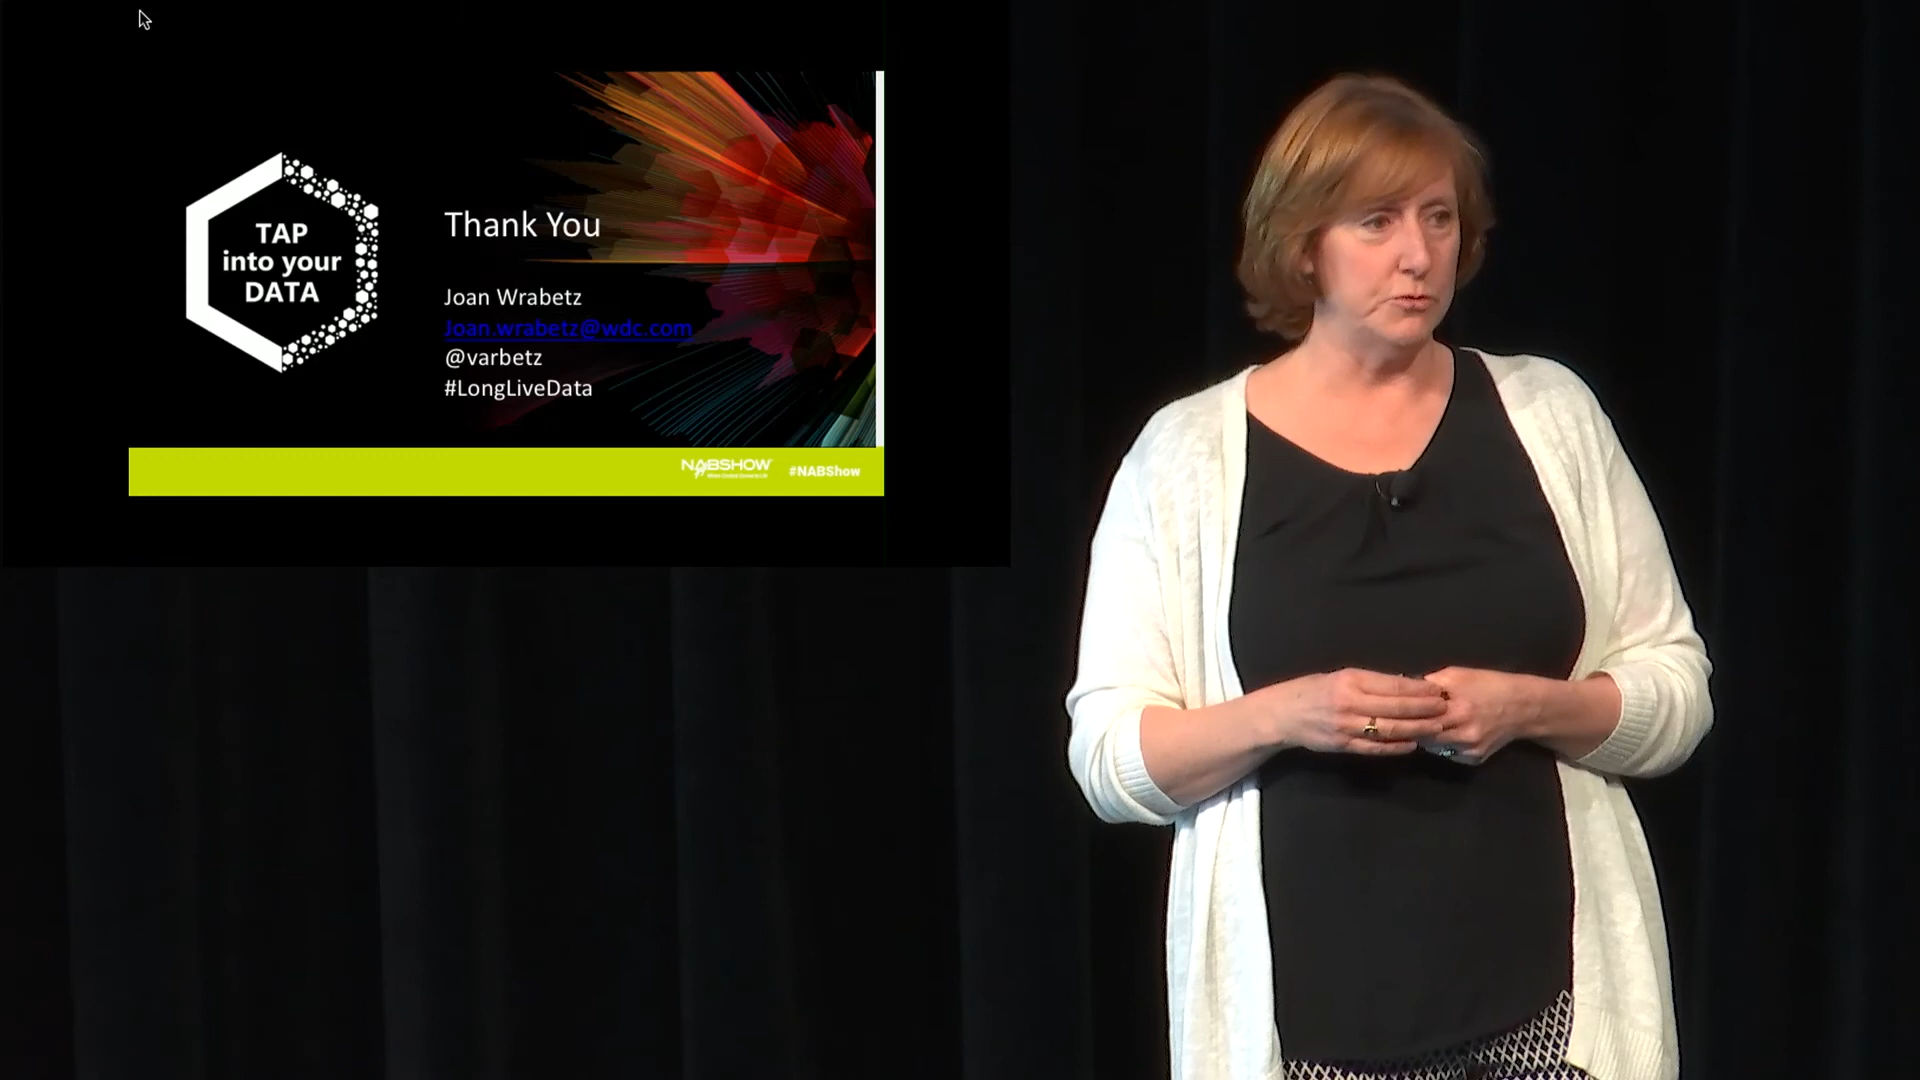 TAP
into your
DATA
Thank You
Joan Wrabetz
Joan.wrabetz@wdc.com
@varbetz
#LongLiveData
NABSHOW
#NABShow